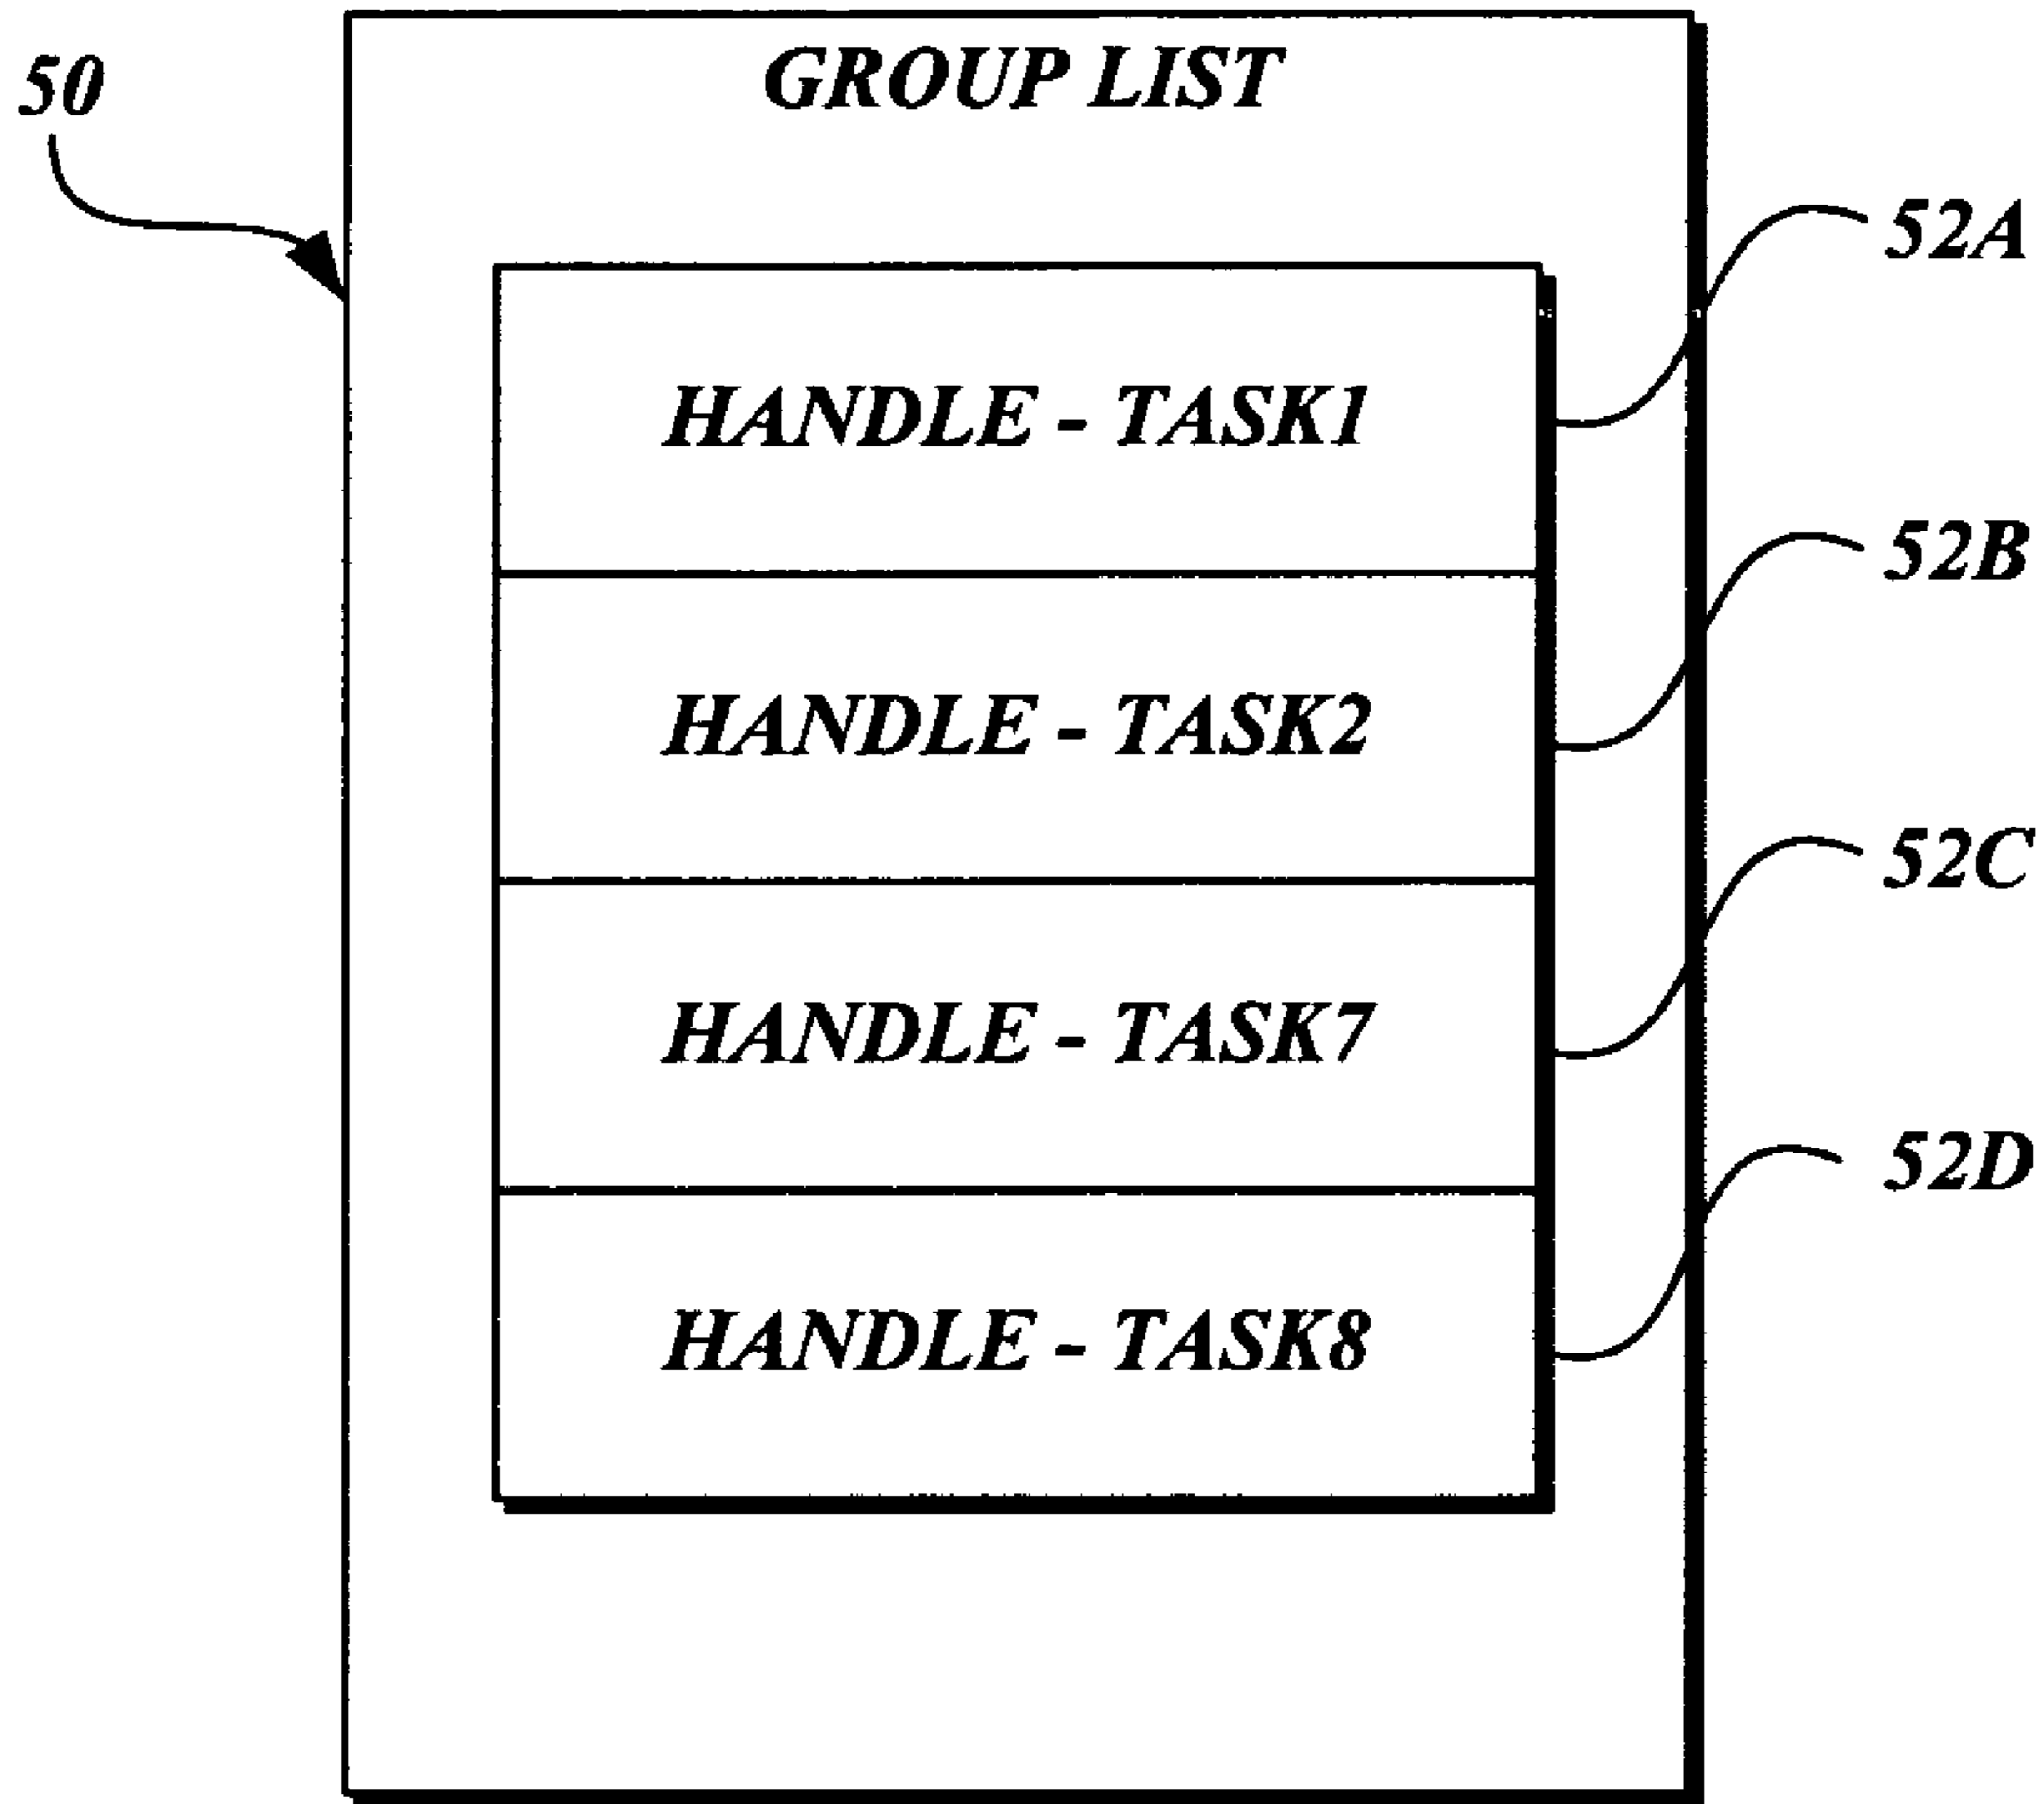 GROUP LIST
50
52A
HANDLE - TASK1
52B
HANDLE - TASK2
52C
HANDLE - TASK7
52D
HANDLE - TASK8